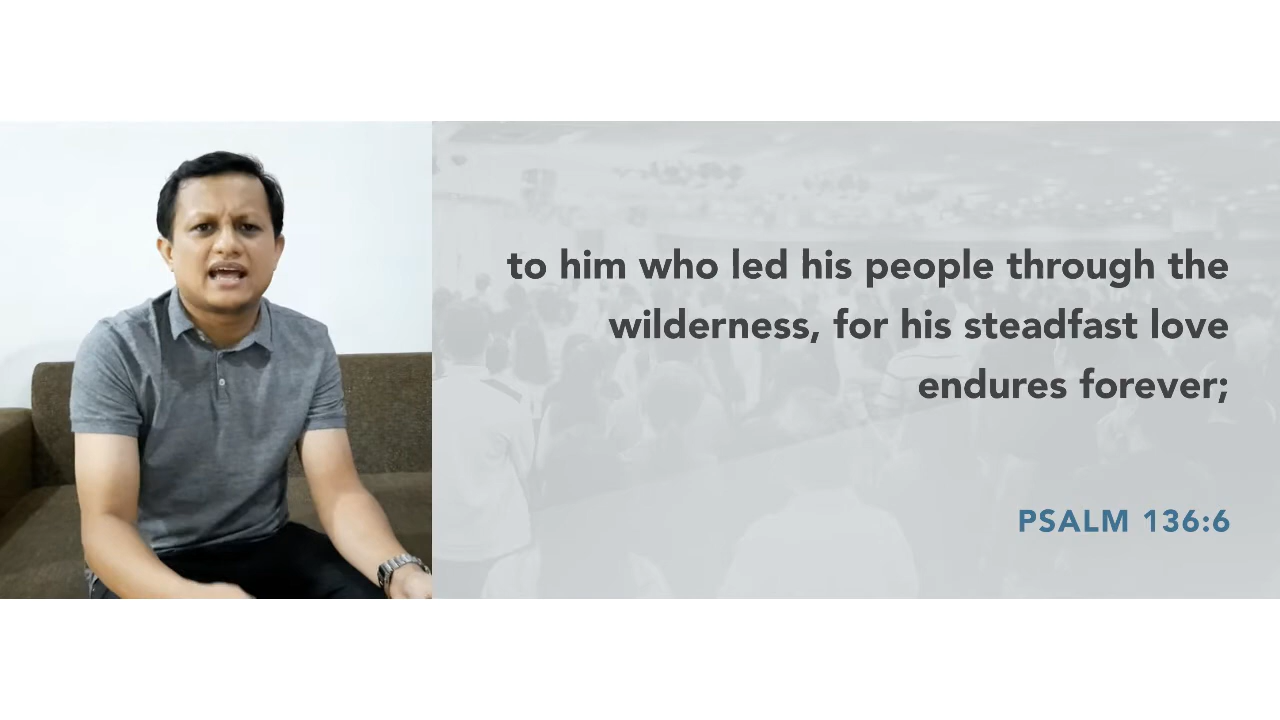 to him who led his people through the
wilderness, for his steadfast love
endures forever;
PSALM 136:6